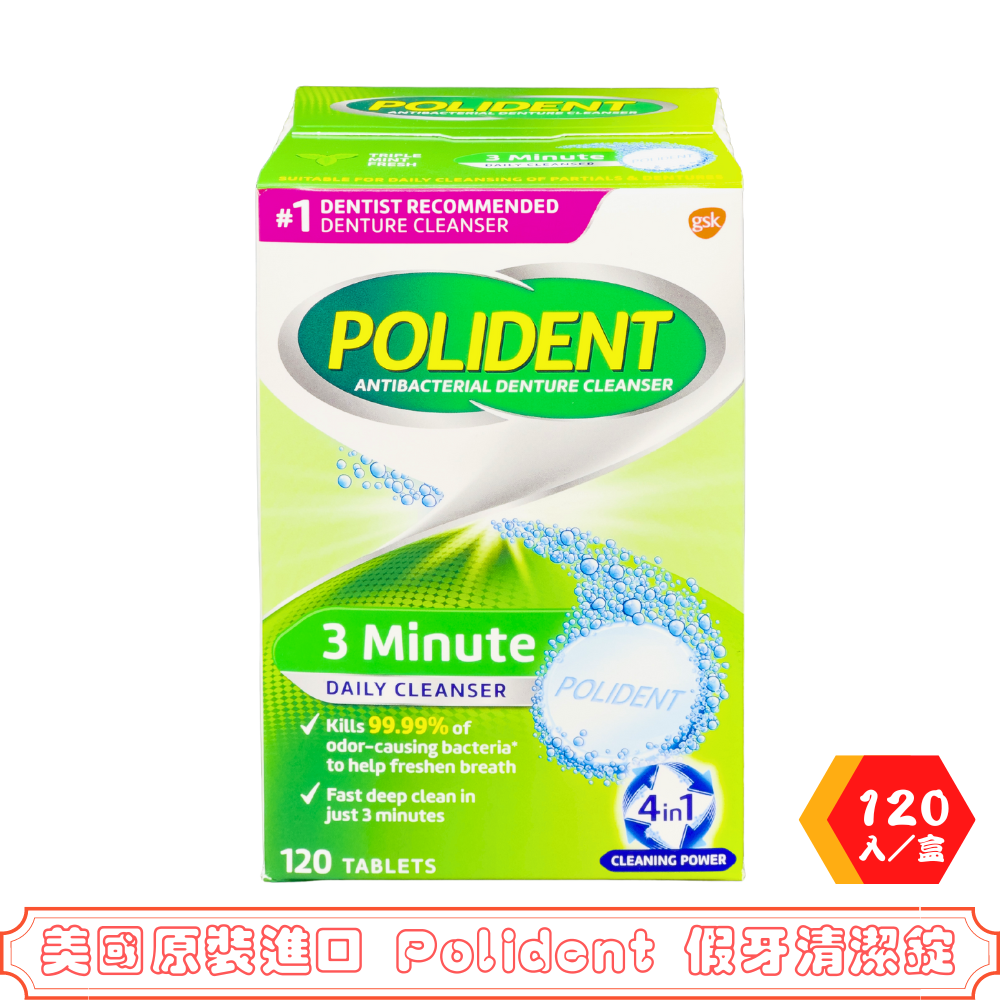 POLIDENT
ANTIBACTERIAL DENTURE CLEANSER
TRIPLE
MINT
FRESH
3 Minute
DAILY CLEANSER
SUITABLE FOR DAILY CLEANSING OF PARTIALS & DENTURES
#1 DENTIST RECOMMENDED
DENTURE CLEANSER
gsk
POLIDENT
ANTIBACTERIAL DENTURE CLEANSER
3 Minute
DAILY CLEANSER
POLIDENT
✓ Kills 99.99% of
odor-causing bacteria*
to help freshen breath
✓ Fast deep clean in
just 3 minutes
4in1
CLEANING POWER
120 TABLETS
120
入/盒
美國原裝進口 Polident 假牙清潔錠